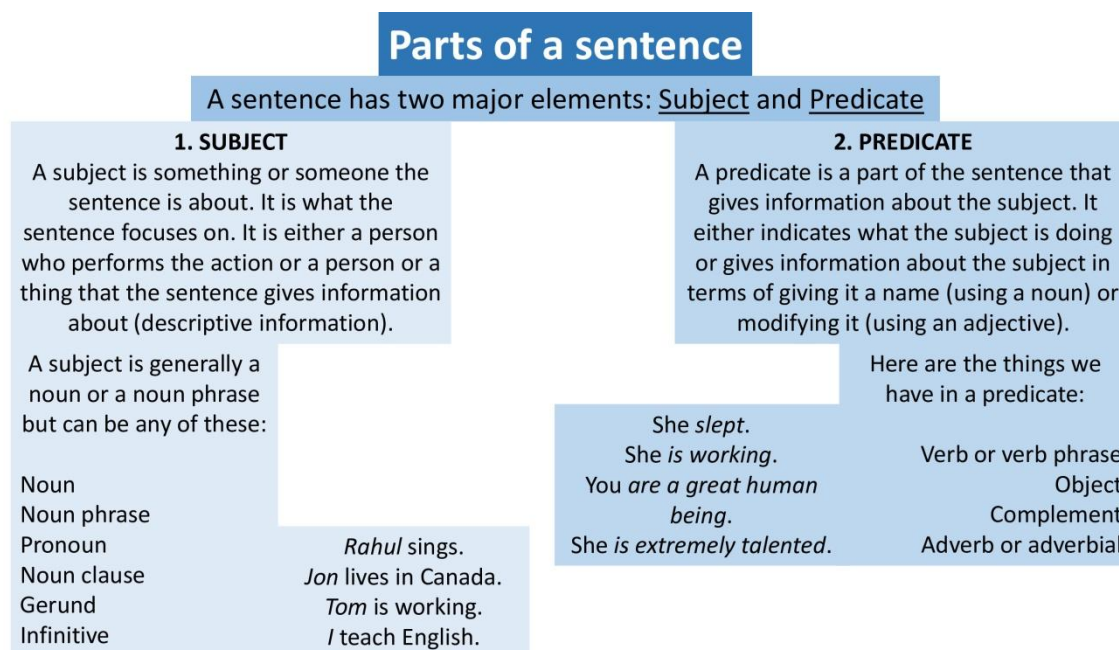 Parts of a sentence
A sentence has two major elements: Subject and Predicate
1. SUBJECT
A subject is something or someone the
sentence is about. It is what the
sentence focuses on. It is either a person
who performs the action or a person or a
thing that the sentence gives information
about (descriptive information).
A subject is generally a
noun or a noun phrase
but can be any of these:
Noun
Noun phrase
Pronoun
Noun clause
Gerund
Infinitive
Rahul sings.
Jon lives in Canada.
Tom is working.
I teach English.
2. PREDICATE
A predicate is a part of the sentence that
gives information about the subject. It
either indicates what the subject is doing
or gives information about the subject in
terms of giving it a name (using a noun) or
modifying it (using an adjective).
Here are the things we
have in a predicate:
Verb or verb phrase
Object
Complement
Adverb or adverbial
She slept.
She is working.
You are a great human
being.
She is extremely talented.